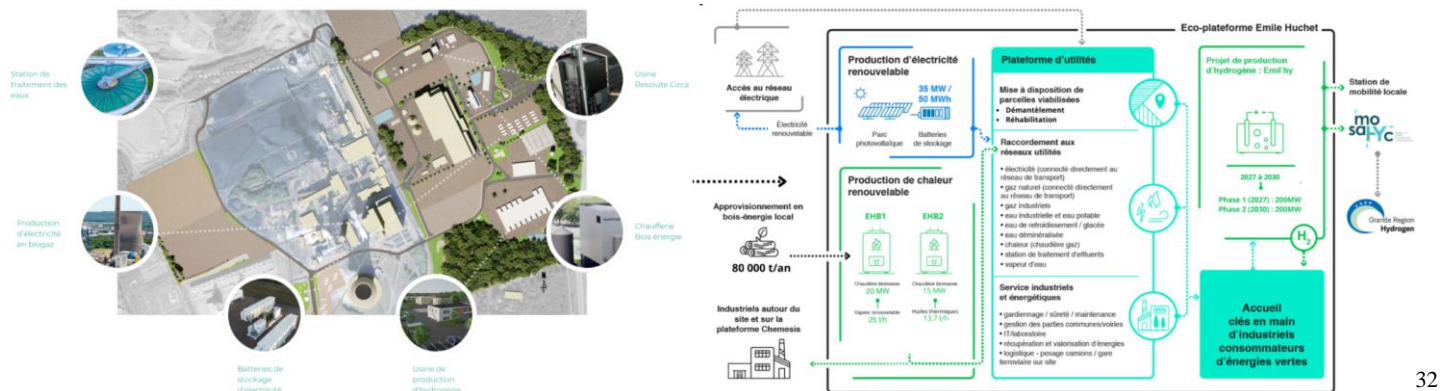 Station de
traitement des
eaux
Production
d'électricité
en biogaz
Batteries de
stockage
d'électricité
Usine de
production
d'hydrogène
Usine
Resolute Circa
Chaufferie
Bois énergie
Accès au réseau
électrique
Électricité
renouvelable
Approvisionnement en
bois-énergie local
80 000 t/an
Industriels autour du
site et sur la
plateforme Chemesis
Eco-plateforme Emile Huchet
Production d'électricité
renouvelable
35 MW /
50 MWh
Parc
photovoltaïque
Batteries
de stockage
Production de chaleur
renouvelable
EHB1
EHB2
Chaudière biomasse
20 MW
Chaudière biomasse
15 MW
Vapeur renouvelable
25 t/h
Huiles thermiques
13,7 t/h
Plateforme d'utilités
Mise à disposition de
parcelles viabilisées
• Démantèlement
• Réhabilitation
Raccordement aux
réseaux utilités
• électricité (connecté directement au
réseau de transport)
• gaz naturel (connecté directement
au réseau de transport)
• gaz industriels
• eau industrielle et eau potable
• eau de refroidissement / glacée
• eau déminéralisée
• chaleur (chaudière gaz)
• station de traitement d'effluents
• vapeur d'eau
Service industriels
et énergétiques
• gardiennage / sûreté / maintenance
• gestion des parties communes/voiries
• IT/laboratoire
• récupération et valorisation d'énergies
• logistique - pesage camions / gare
ferroviaire sur site
Projet de production
d'hydrogène : Emil'hy
2027 à
2030
Phase 1 (2027) : 200MW
Phase 2 (2030) : 200MW
H2
Accueil
clés en main
d'industriels
consommateurs
d'énergies vertes
Station de
mobilité locale
mo
saHYc
Grande Region
Hydrogen
32